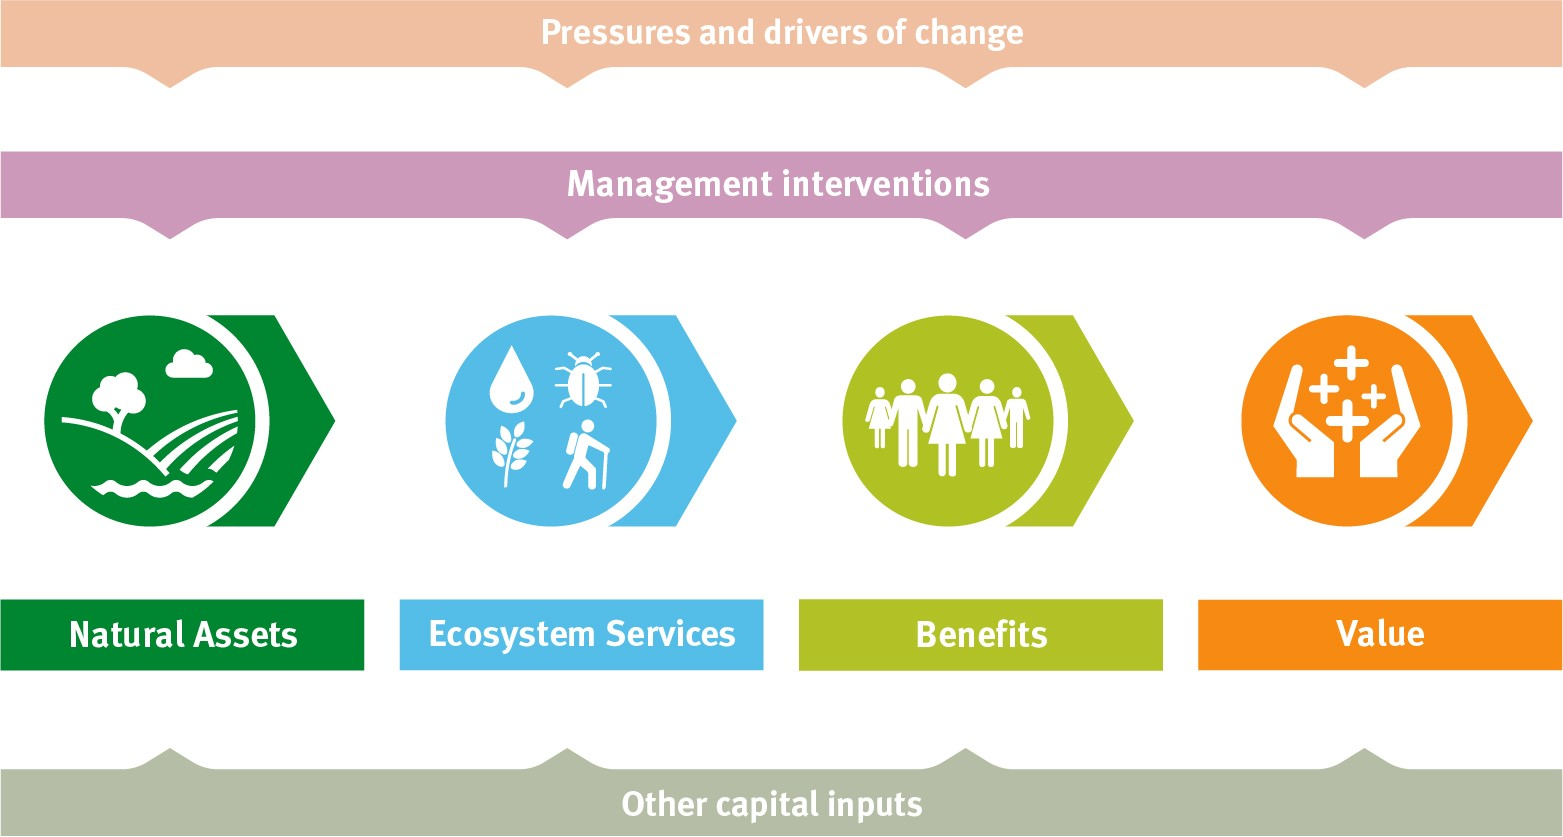 Pressures and drivers of change
Management interventions
Natural Assets
Ecosystem Services
Benefits
Value
Other capital inputs